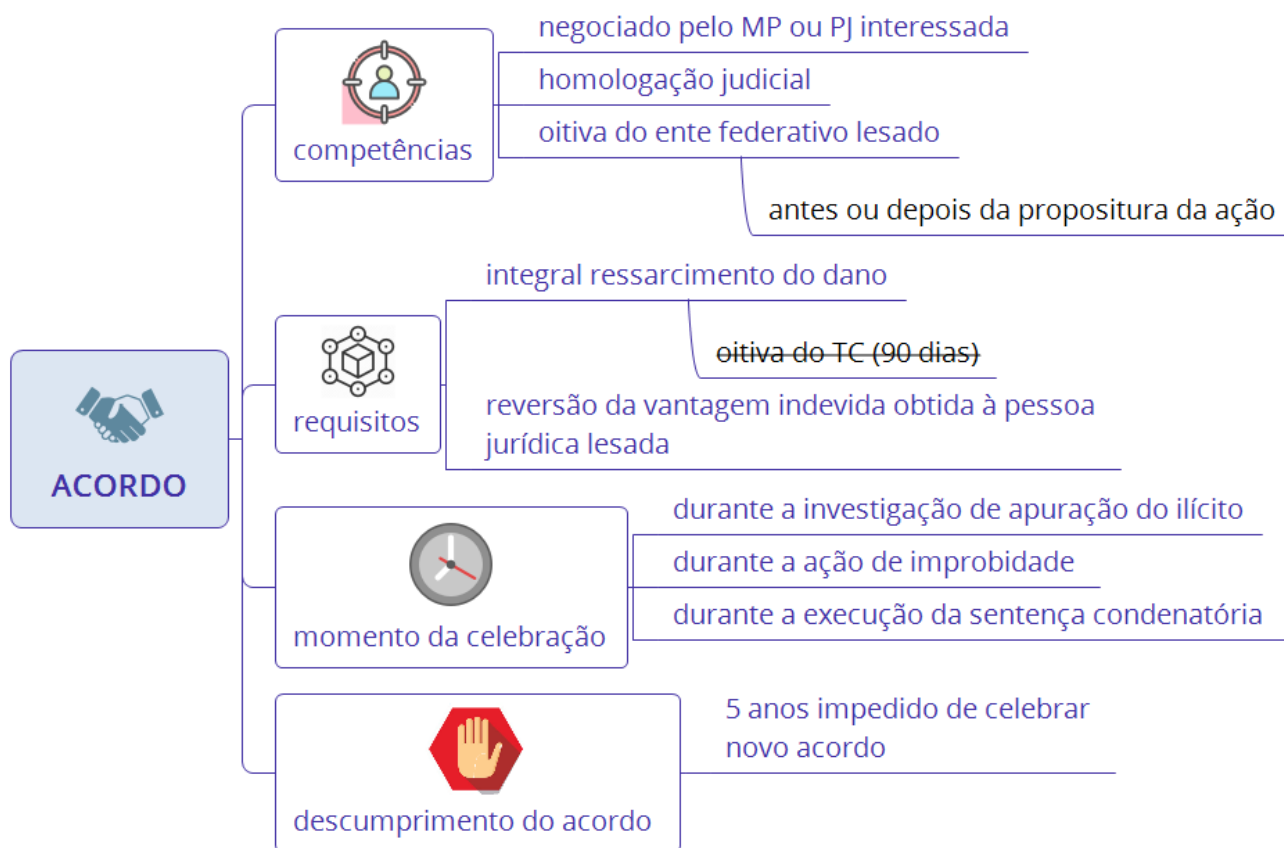 ACORDO
competências
negociado pelo MP ou PJ interessada
homologação judicial
oitiva do ente federativo lesado
antes ou depois da propositura da ação
requisitos
integral ressarcimento do dano
oitiva do TC (90 dias)
reversão da vantagem indevida obtida à pessoa
jurídica lesada
momento da celebração
durante a investigação de apuração do ilícito
durante a ação de improbidade
durante a execução da sentença condenatória
descumprimento do acordo
5 anos impedido de celebrar
novo acordo